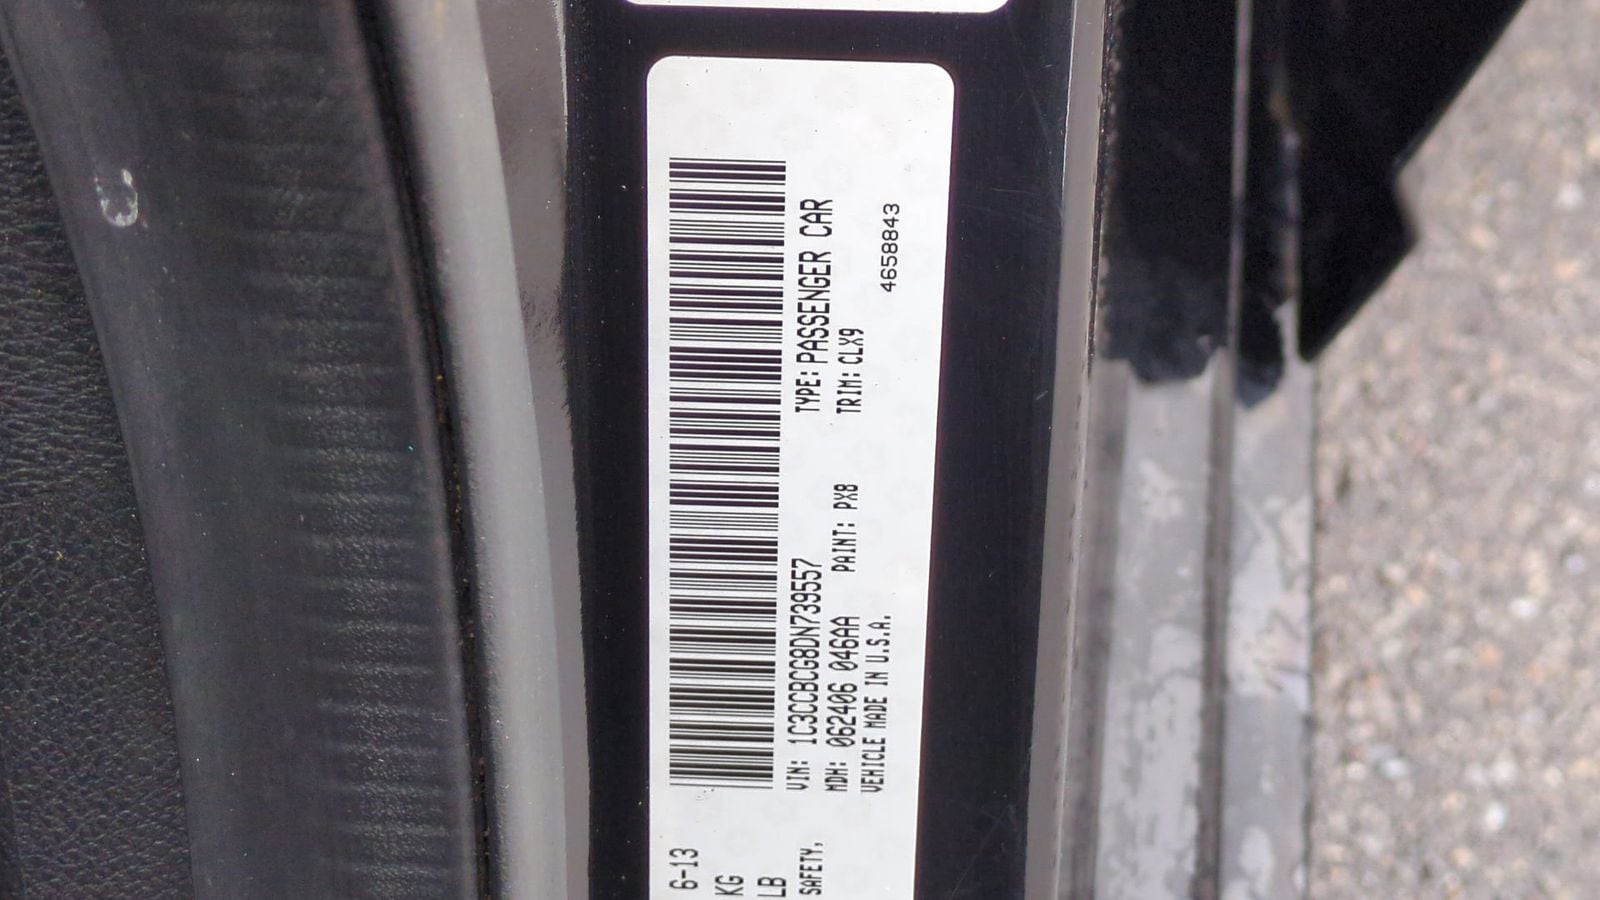 6-13
KG
LB
SAFETY,
VIN: 1C3CCBCG8DN739557
TYPE: PASSENGER CAR
MDH: 062406 046AA
PAINT: PX8
TRIM: CLX9
VEHICLE MADE IN U.S.A.
4658843